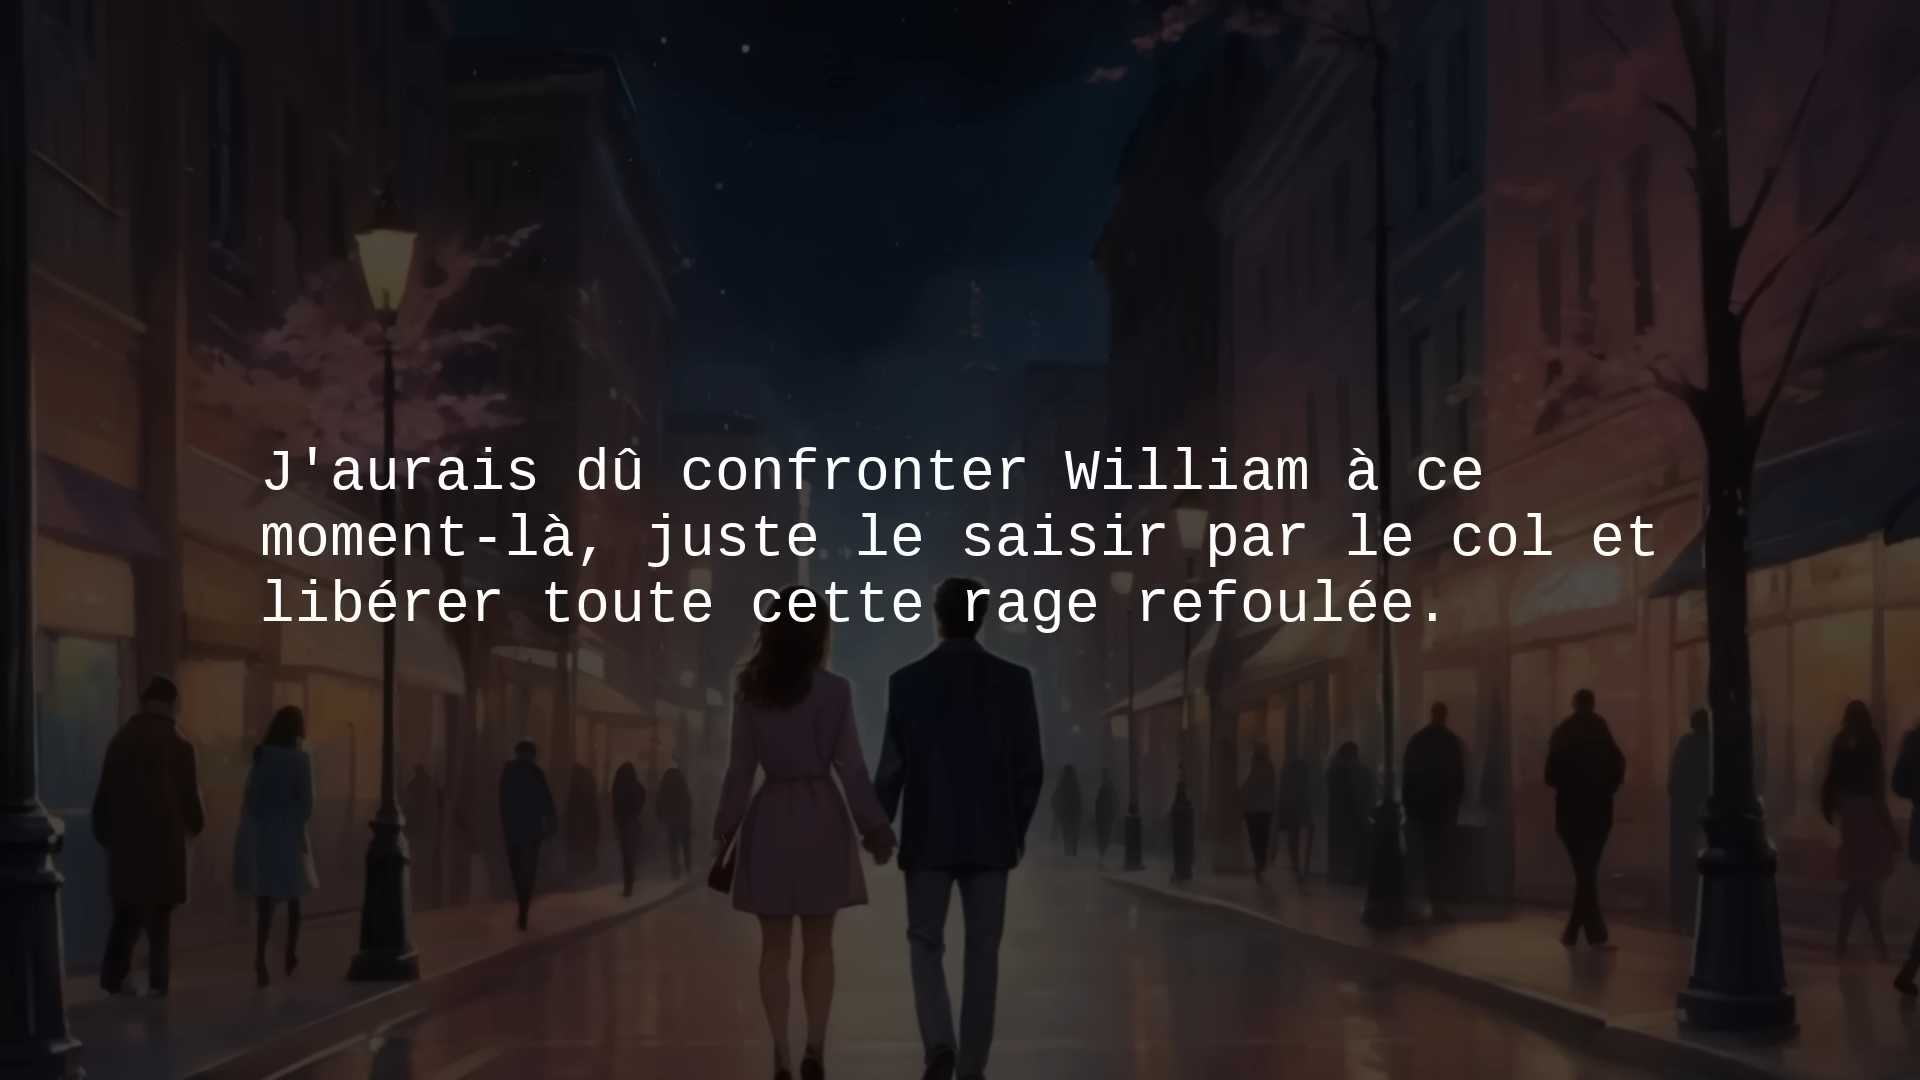 J'aurais dû confronter William à ce
moment-là, juste le saisir par le col et
libérer toute cette rage refoulée.